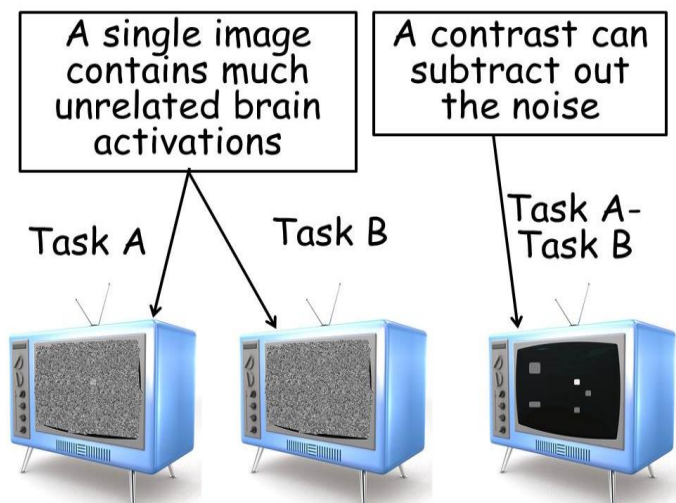 A single image
contains much
unrelated brain
activations
A contrast can
subtract out
the noise
Task A
Task B
Task A-
Task B